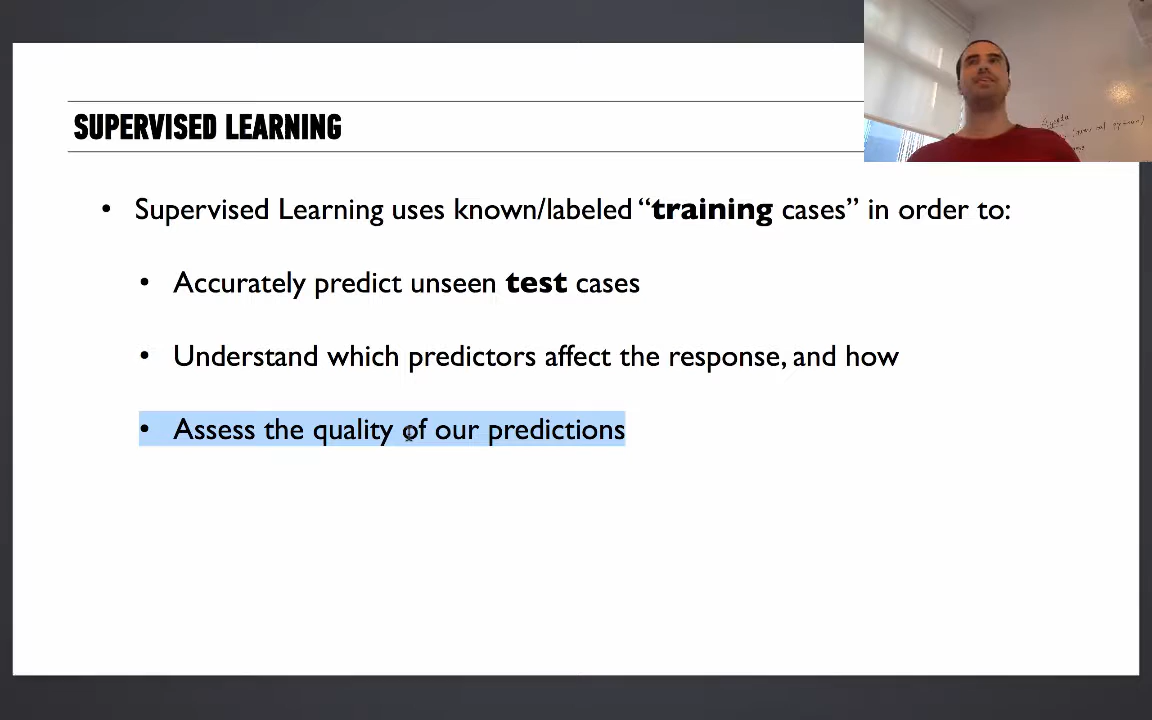 SUPERVISED LEARNING
• Supervised Learning uses known/labeled “training cases” in order to:
• Accurately predict unseen test cases
• Understand which predictors affect the response, and how
• Assess the quality of our predictions